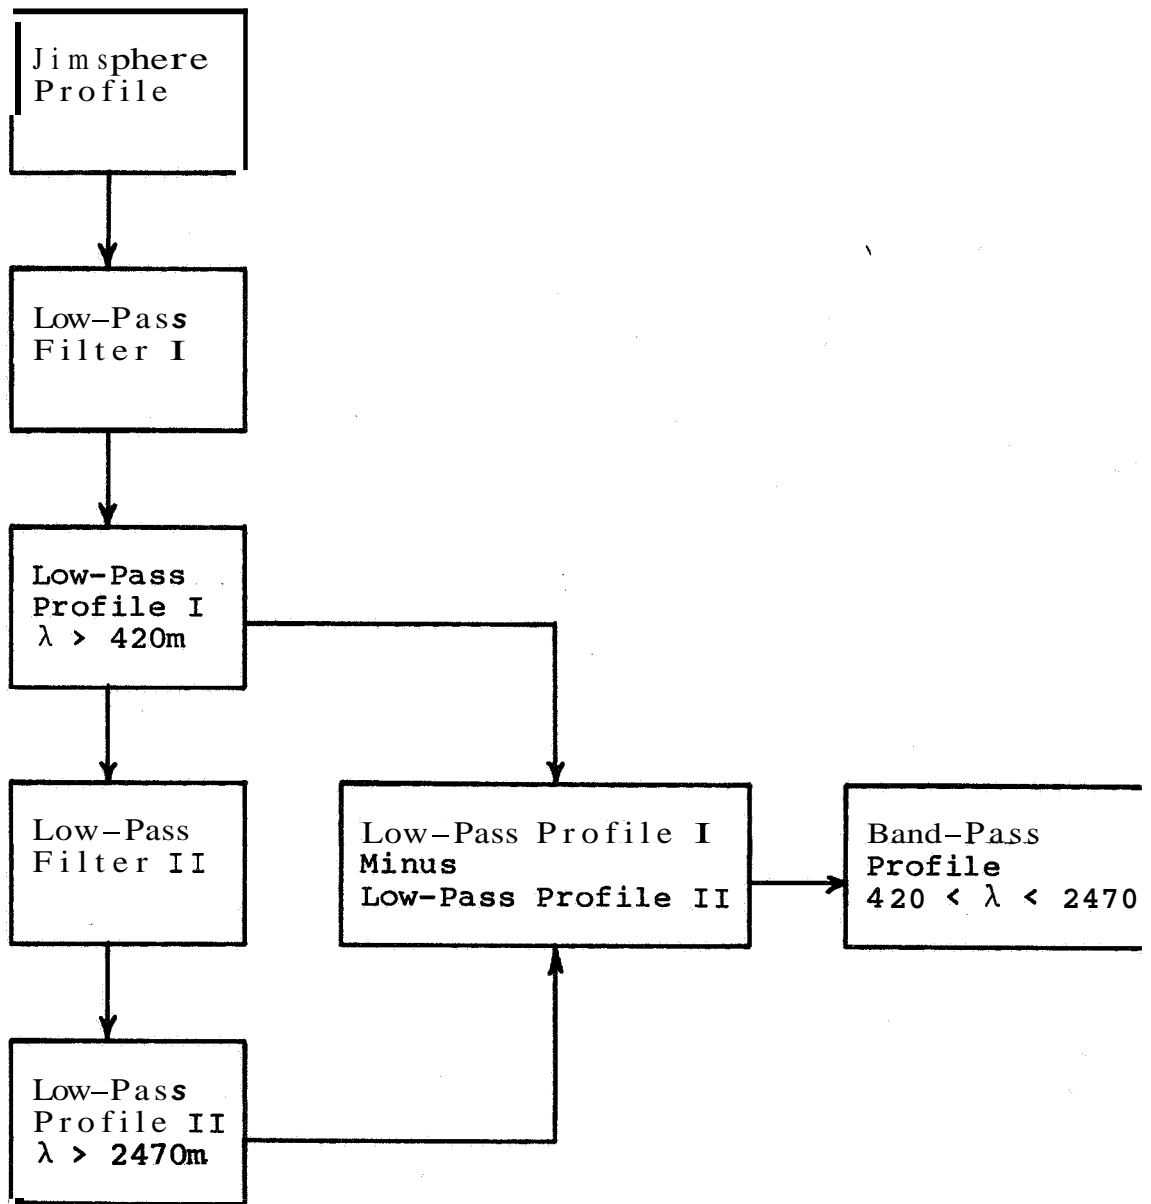 Jimsphere
Profile
Low-Pass
Filter I
Low-Pass
Profile I
λ > 420m
Low-Pass
Filter II
Low-Pass Profile I
Minus
Low-Pass Profile II
Band-Pass
Profile
420 < λ < 2470
Low-Pass
Profile II
λ > 2470m